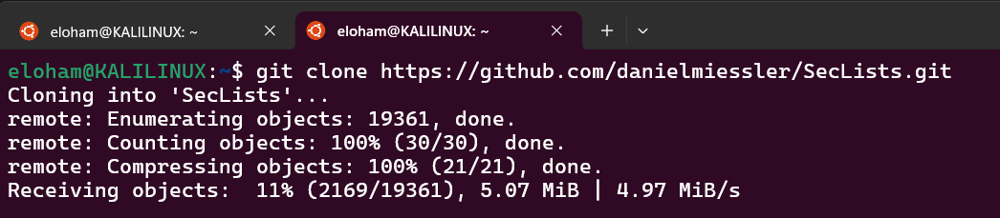 eloham@KALILINUX: ~ eloham@KALILINUX: ~
eloham@KALILINUX:~$ git clone https://github.com/danielmiessler/SecLists.git
Cloning into 'SecLists'...
remote: Enumerating objects: 19361, done.
remote: Counting objects: 100% (30/30), done.
remote: Compressing objects: 100% (21/21), done.
Receiving objects:  11% (2169/19361), 5.07 MiB | 4.97 MiB/s